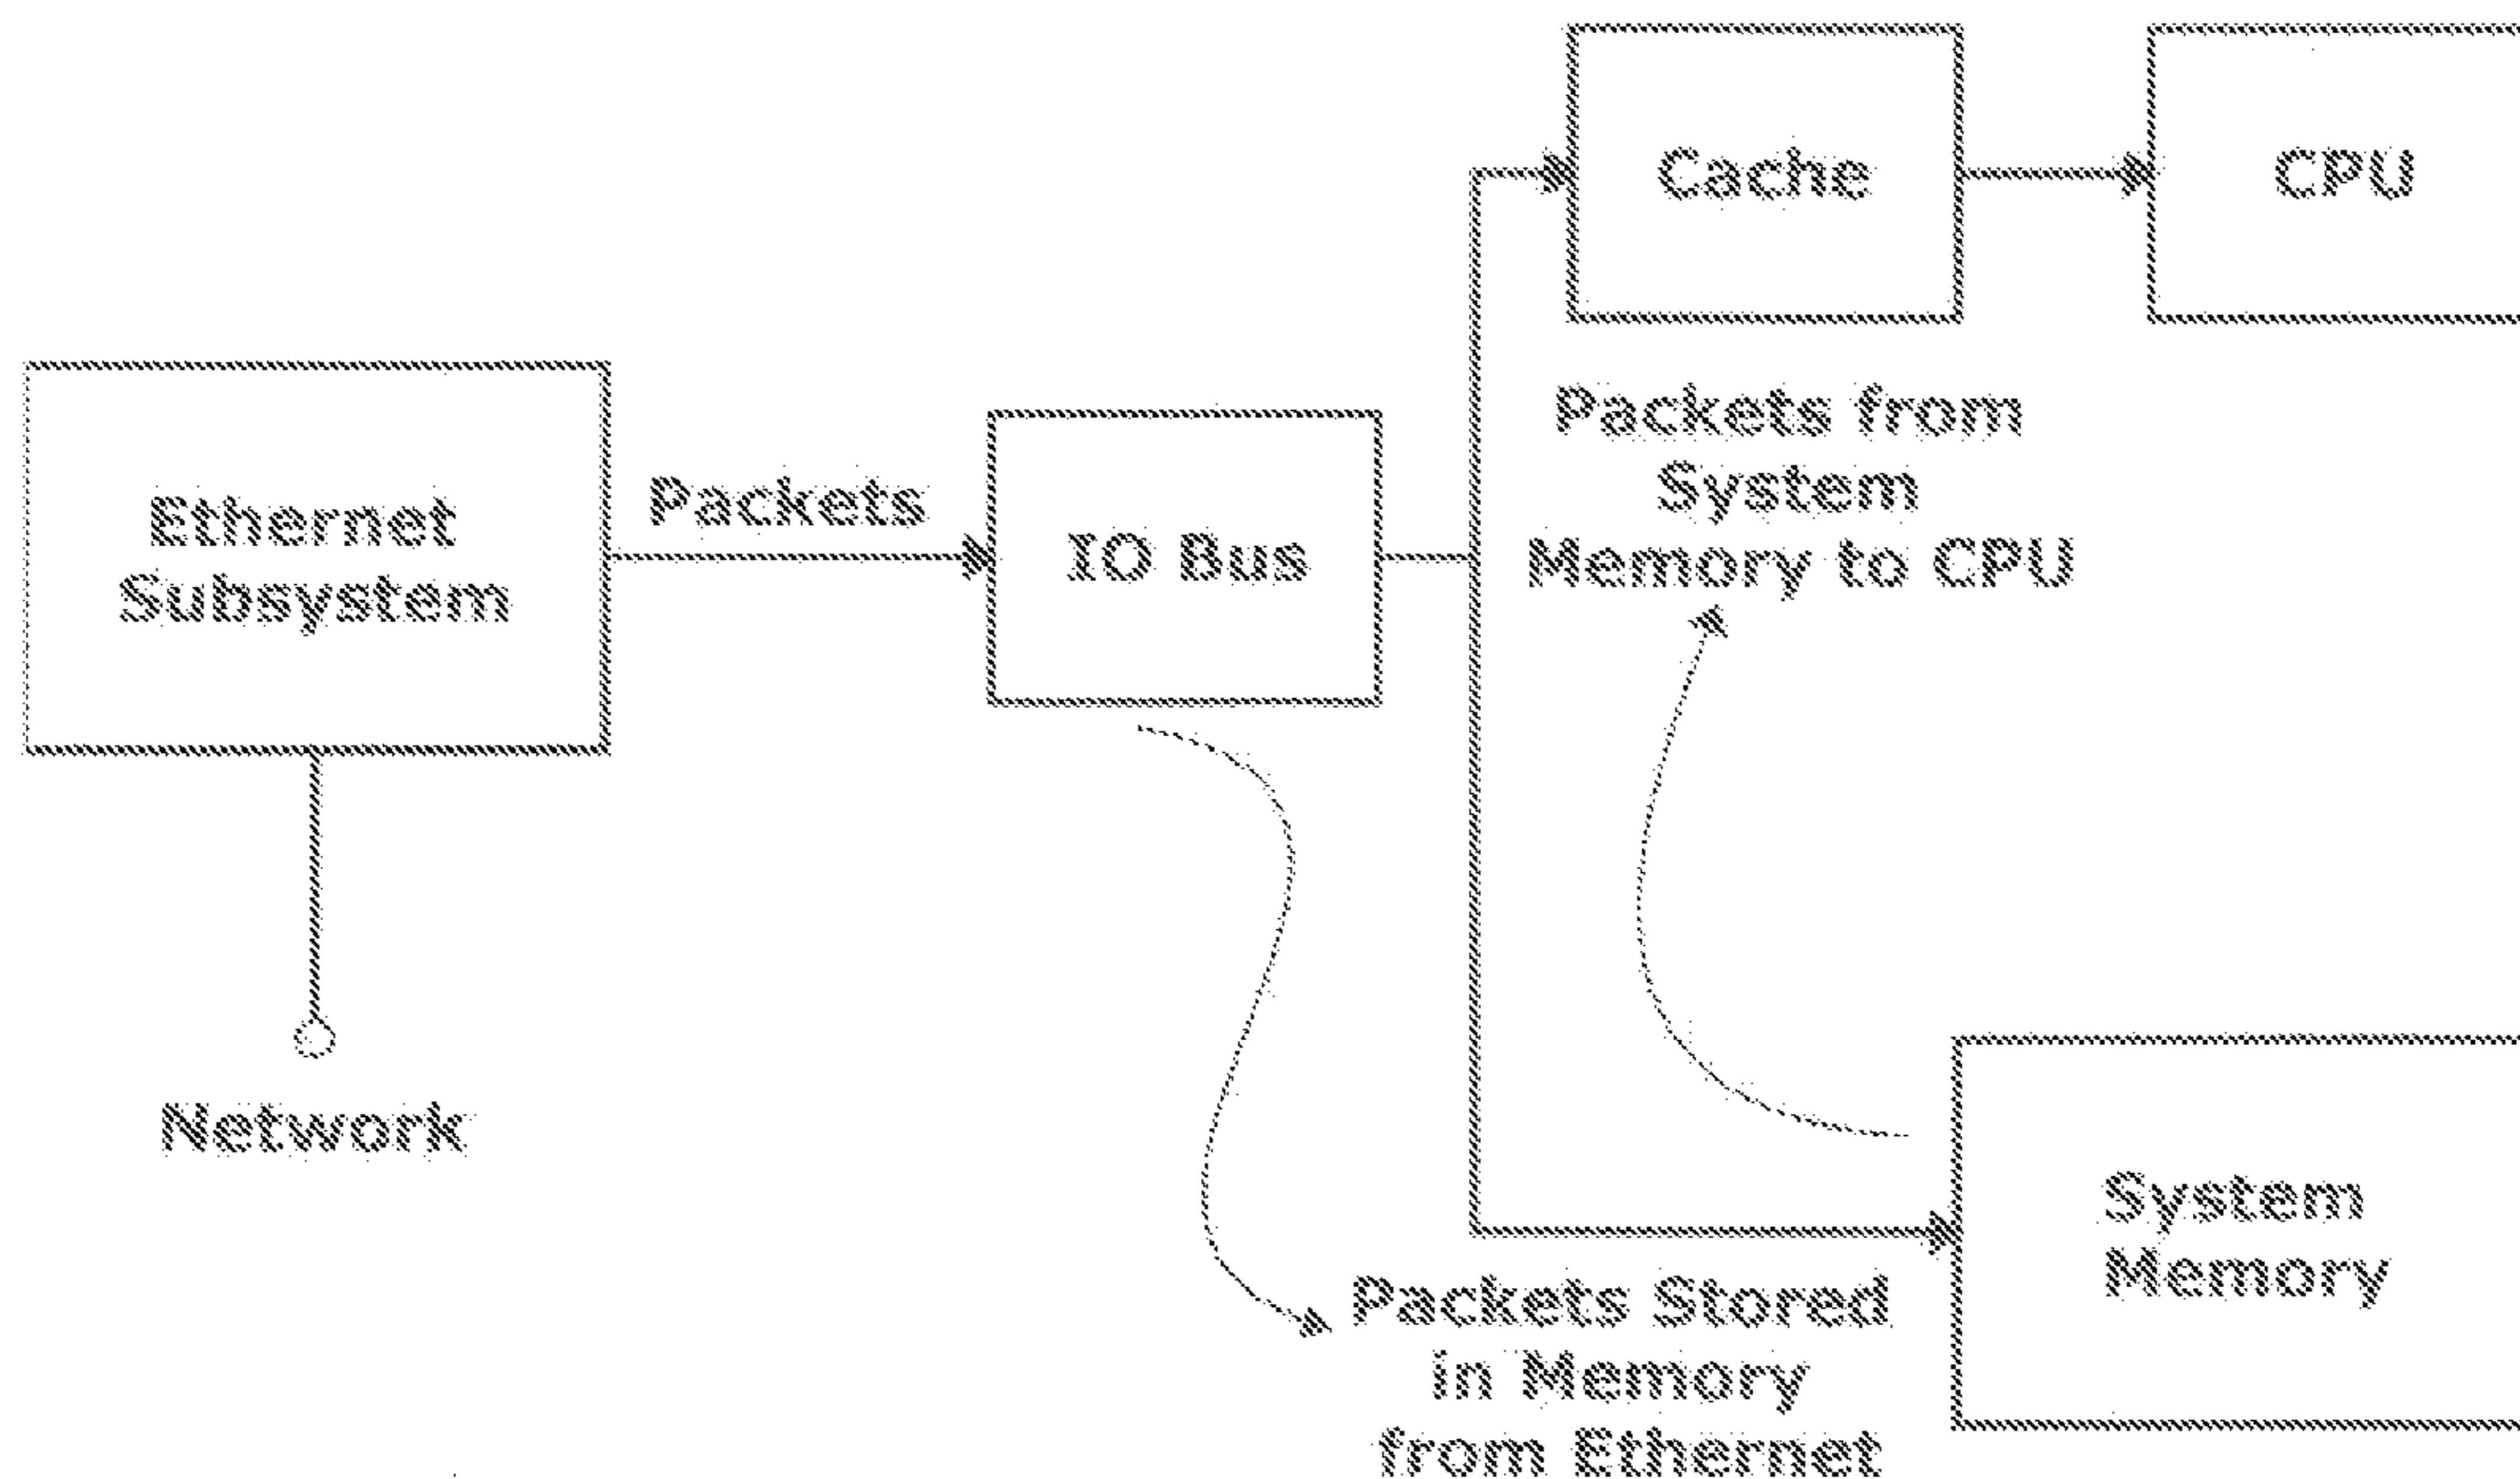 Cache
CPU
Packets from
System
Memory to CPU
Ethernet
Subsystem
Packets
IO Bus
Network
System
Memory
Packets Stored
in Memory
from Ethernet